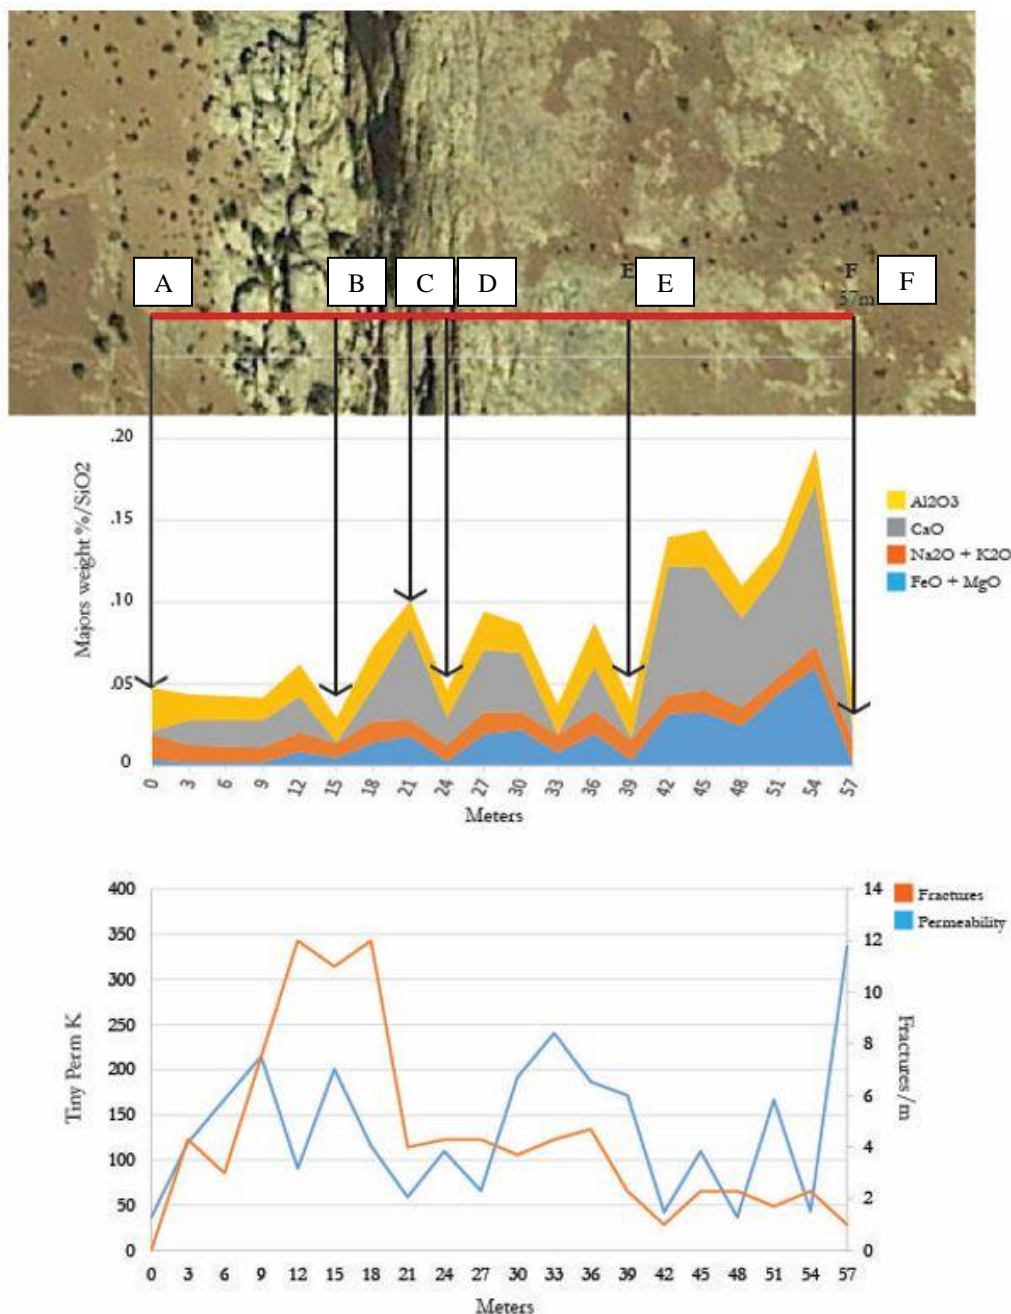 E F
A B C D E F
57m
.20
.15
.10
.05
0
Majors weight %/SiO2
Al2O3
CaO
Na2O + K2O
FeO + MgO
0 3 6 9 12 15 18 21 24 27 30 33 36 39 42 45 48 51 54 57
Meters
400 14
350 12
300 10
250 8
200 6
150 4
100 2
50 0
0
Tiny Perm K
Fractures/m
Fractures
Permeability
0 3 6 9 12 15 18 21 24 27 30 33 36 39 42 45 48 51 54 57
Meters